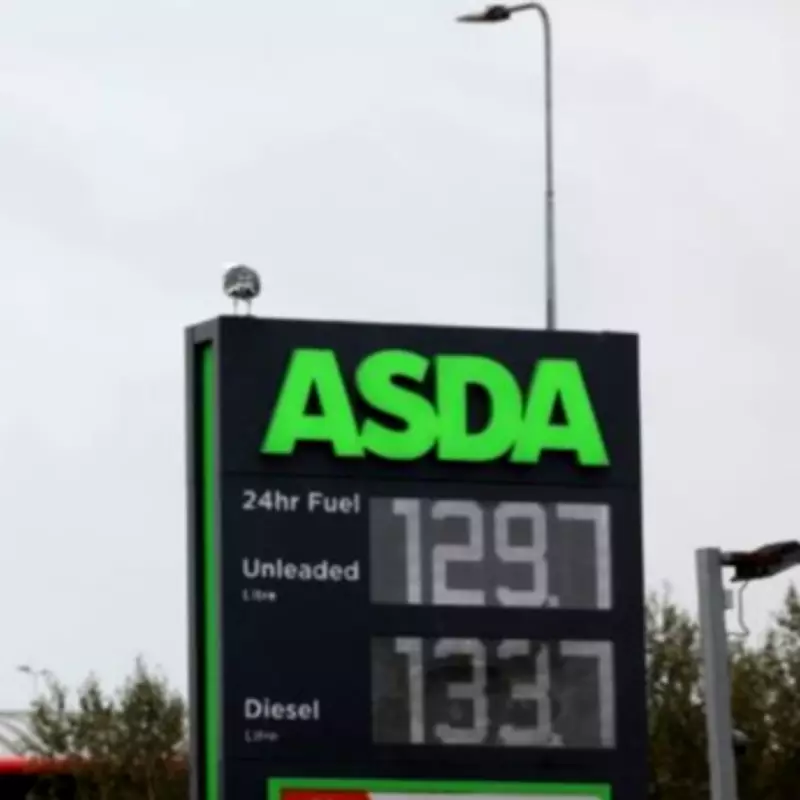 ASDA
24hr Fuel
129.7
Unleaded
Litre
133.7
Diesel
Litre